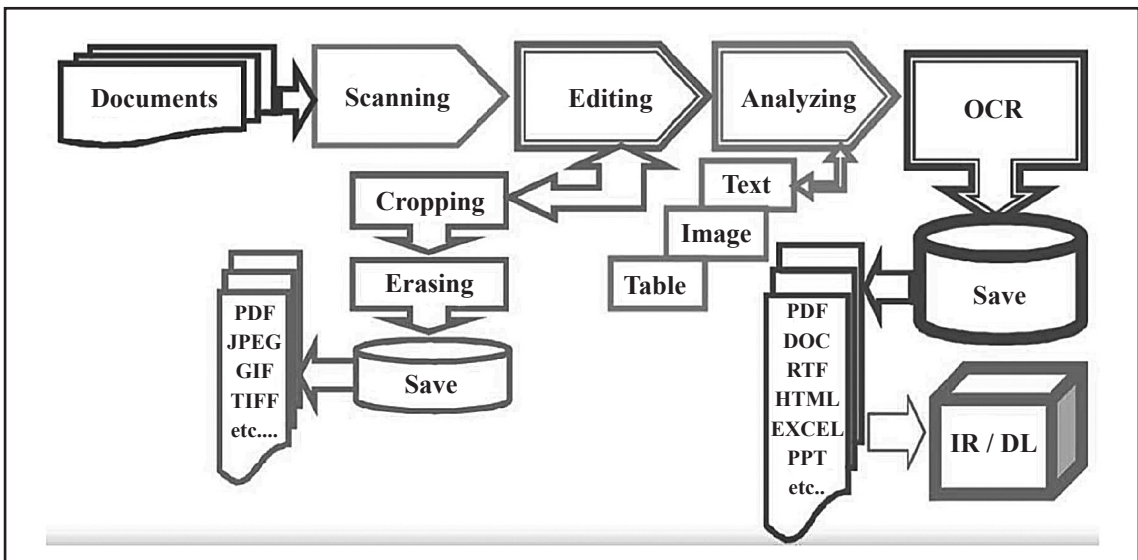 Documents
Scanning
Editing
Analyzing
OCR
Cropping
Erasing
Save
PDF
JPEG
GIF
TIFF
etc....
Text
Image
Table
Save
PDF
DOC
RTF
HTML
EXCEL
PPT
etc..
IR / DL